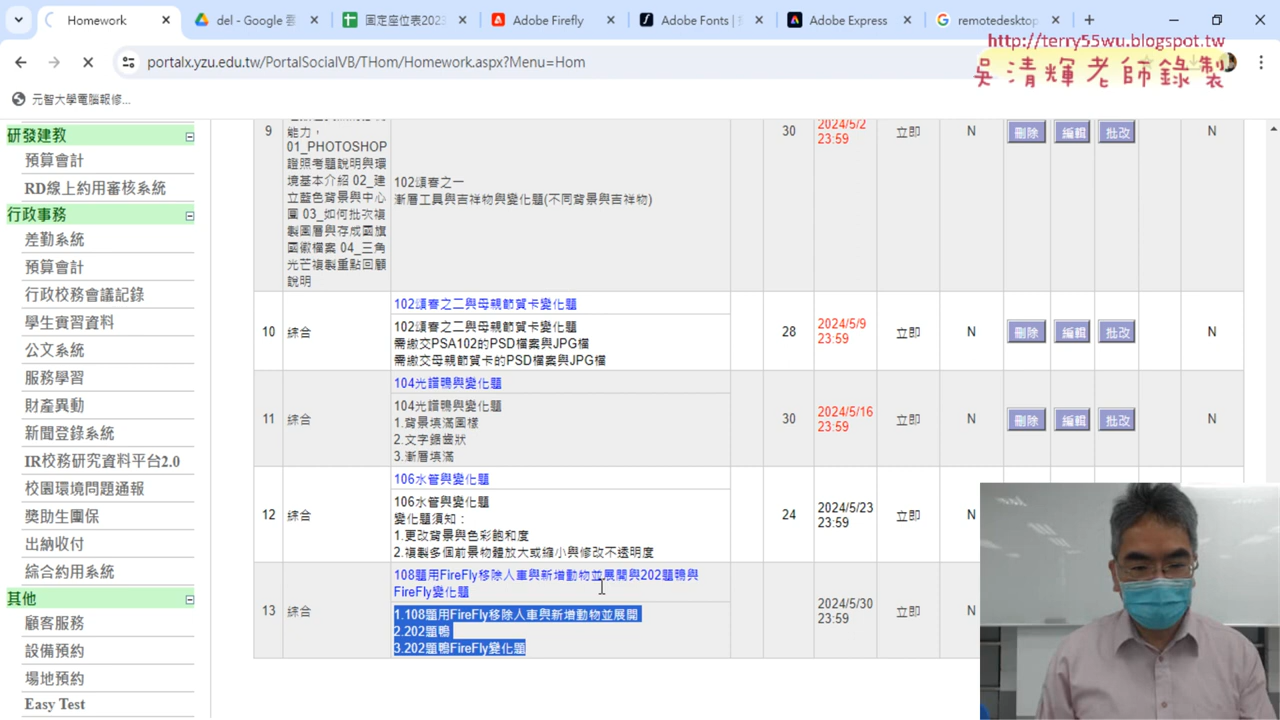 Homework
del - Google 雲
固定座位表2023
Adobe Firefly
Adobe Fonts |
Adobe Express
remotedesktop
http://terry55wu.blogspot.tw
吳清輝老師錄製
portalx.yzu.edu.tw/PortalSocialVB/THom/Homework.aspx?Menu=Hom
元智大學電腦報修...
研發建教
預算會計
RD線上約用審核系統
行政事務
差勤系統
預算會計
行政校務會議記錄
學生實習資料
公文系統
服務學習
財產異動
新聞登錄系統
IR校務研究資料平台2.0
校園環境問題通報
獎助生團保
出納收付
綜合約用系統
其他
顧客服務
設備預約
場地預約
Easy Test
9
能力,
01_PHOTOSHOP
證照考題說明與環
境基本介紹 02_建
立藍色背景與中心
圓 03_如何批次複
製圖層與存成國旗
國徽檔案 04_三角
光芒複製重點回顧
說明
102頌春之一
漸層工具與吉祥物與變化題(不同背景與吉祥物)
30
2024/5/2
23:59
立即
N
刪除
編輯
批改
N
10
綜合
102頌春之二與母親節賀卡變化題
102頌春之二與母親節賀卡變化題
需繳交PSA102的PSD檔案與JPG檔
需繳交母親節賀卡的PSD檔案與JPG檔
28
2024/5/9
23:59
立即
N
刪除
編輯
批改
N
11
綜合
104光譜鴨與變化題
104光譜鴨與變化題
1.背景填滿圖樣
2.文字鋸齒狀
3.漸層填滿
30
2024/5/16
23:59
立即
N
刪除
編輯
批改
N
12
綜合
106水管與變化題
106水管與變化題
變化題須知：
1.更改背景與色彩飽和度
2.複製多個前景物體放大或縮小與修改不透明度
24
2024/5/23
23:59
立即
N
13
綜合
108題用FireFly移除人車與新增動物並展開與202題鴨與
FireFly變化題
1.108題用FireFly移除人車與新增動物並展開
2.202題鴨
3.202題鴨FireFly變化題
2024/5/30
23:59
立即
N